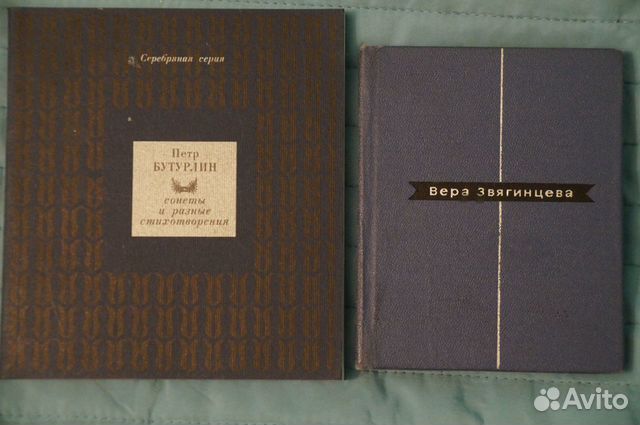 Серебряная серия
Петр
БУТУРЛИН
сонеты
и разные
стихотворения
Вера Звягинцева
Avito